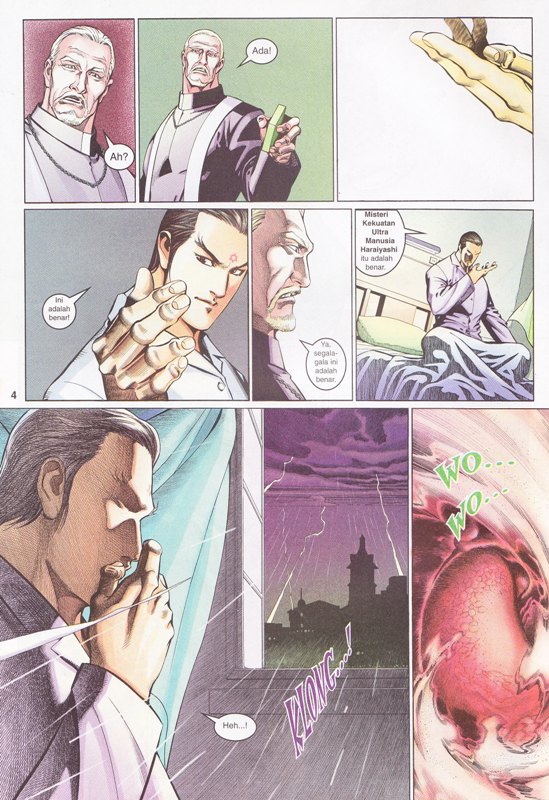 Ah?
Ada!
Ini
adalah
benar!
Ya,
segala-
gala ini
adalah
benar.
Misteri
Kekuatan
Ultra
Manusia
Haraiyashi
itu adalah
benar.
4
Heh...!
KLONG....!
WO...
WO...